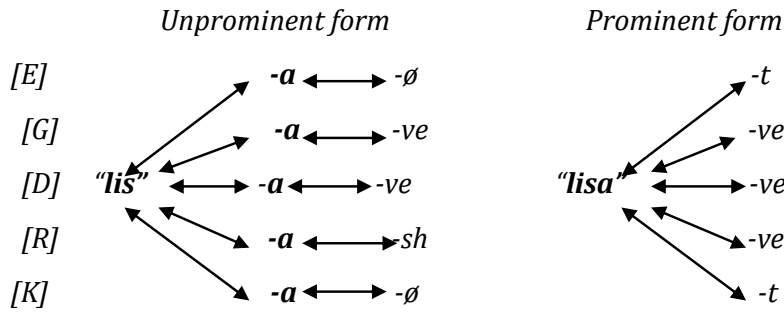 Unprominent form Prominent form
[E] -a -ø -t
[G] -a -ve -ve
[D] “lis” -a -ve “lisa” -ve
[R] -a -sh -ve
[K] -a -ø -t